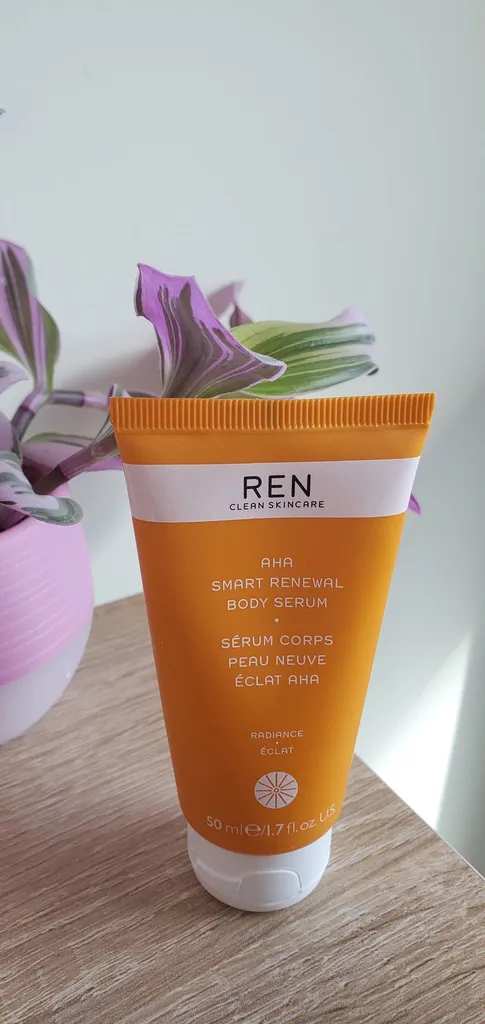 REN
CLEAN SKINCARE
AHA
SMART RENEWAL
BODY SERUM
•
SÉRUM CORPS
PEAU NEUVE
ÉCLAT AHA
RADIANCE
•
ÉCLAT
50 ml℮/1.7 fl.oz U.S